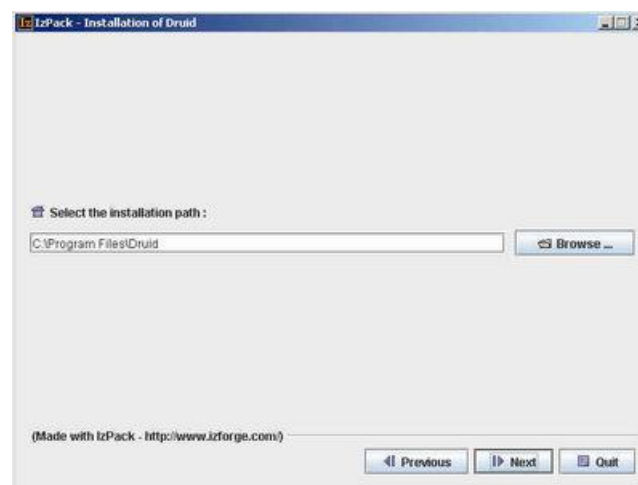 IzPack - Installation of Druid
Select the installation path :
C:\Program Files\Druid
Browse ...
(Made with IzPack - http://www.izforge.com/)
Previous
Next
Quit